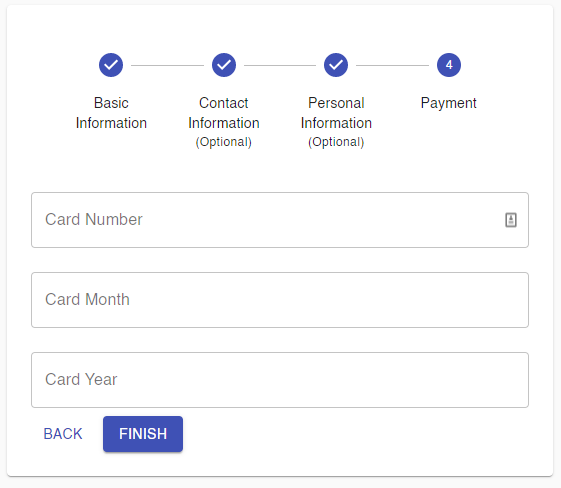 4
Basic
Information
Contact
Information
(Optional)
Personal
Information
(Optional)
Payment
Card Number
Card Month
Card Year
BACK
FINISH